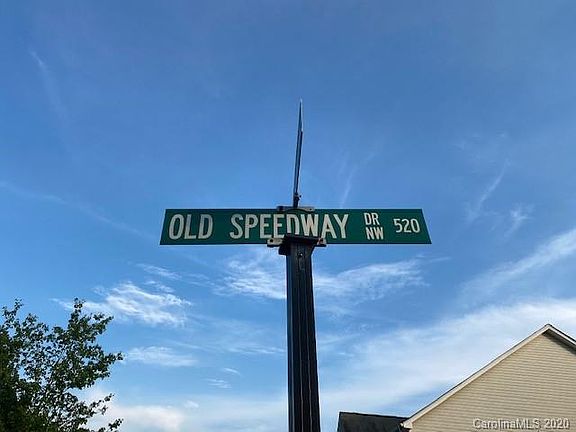 OLD SPEEDWAY DR NW 520
CarolinaMLS 2020